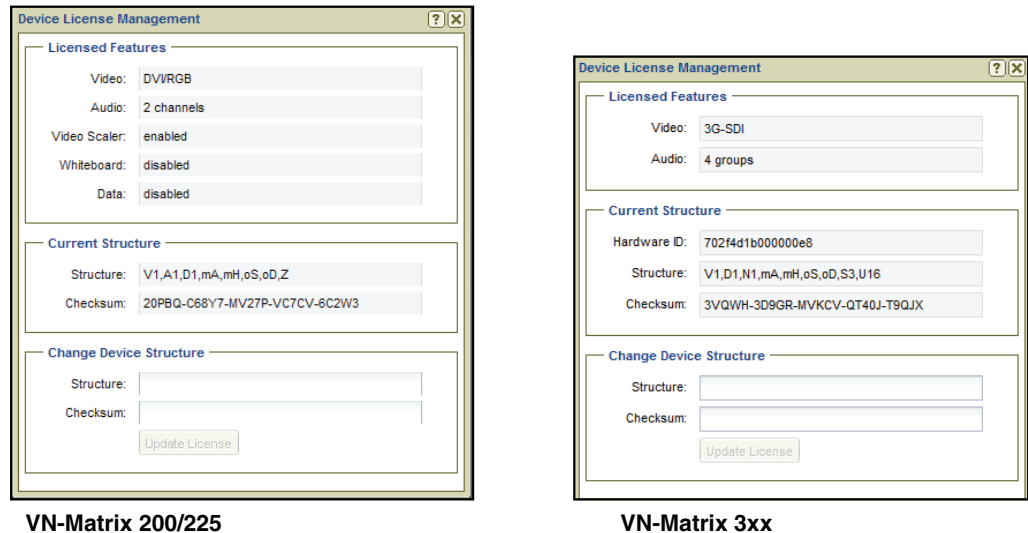 Device License Management ? X
Licensed Features
Video: DVI/RGB
Audio: 2 channels
Video Scaler: enabled
Whiteboard: disabled
Data: disabled
Current Structure
Structure: V1,A1,D1,mA,mH,oS,oD,Z
Checksum: 20PBQ-C68Y7-MV27P-VC7CV-6C2W3
Change Device Structure
Structure:
Checksum:
Update License
VN-Matrix 200/225
Device License Management ? X
Licensed Features
Video: 3G-SDI
Audio: 4 groups
Current Structure
Hardware ID: 702f4d1b000000e8
Structure: V1,D1,N1,mA,mH,oS,oD,S3,U16
Checksum: 3VQWH-3D9GR-MVKCV-QT40J-T9QJX
Change Device Structure
Structure:
Checksum:
Update License
VN-Matrix 3xx